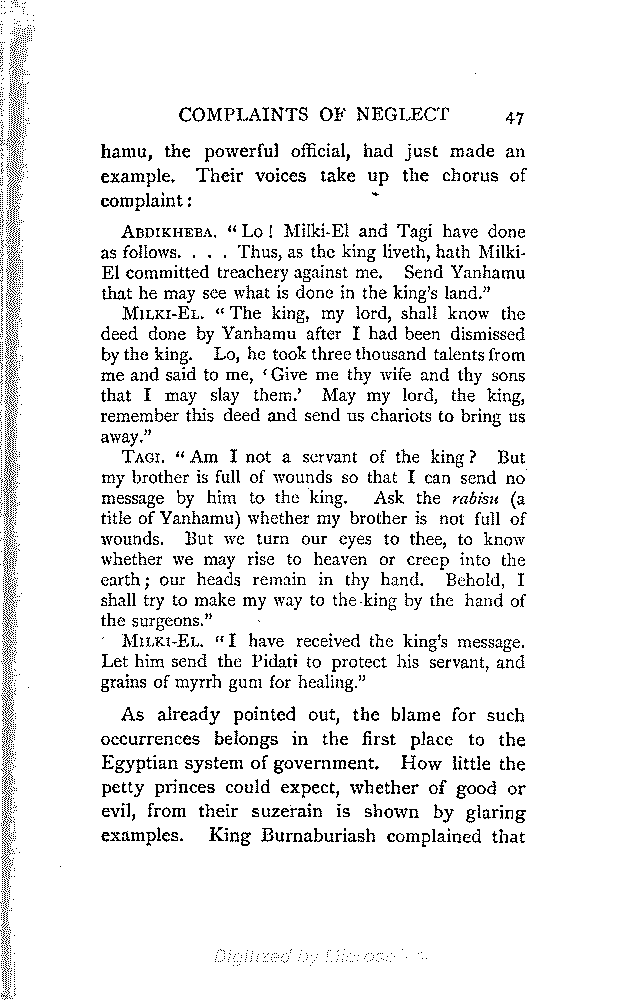 COMPLAINTS OF NEGLECT 47
hamu, the powerful official, had just made an
example. Their voices take up the chorus of
complaint:
ABDIKHEBA. "Lo! Milki-El and Tagi have done
as follows. . . . Thus, as the king liveth, hath Milki-
El committed treachery against me. Send Yanhamu
that he may see what is done in the king's land."
MILKI-EL. "The king, my lord, shall know the
deed done by Yanhamu after I had been dismissed
by the king. Lo, he took three thousand talents from
me and said to me, 'Give me thy wife and thy sons
that I may slay them.' May my lord, the king,
remember this deed and send us chariots to bring us
away."
TAGI. "Am I not a servant of the king? But
my brother is full of wounds so that I can send no
message by him to the king. Ask the rabisu (a
title of Yanhamu) whether my brother is not full of
wounds. But we turn our eyes to thee, to know
whether we may rise to heaven or creep into the
earth; our heads remain in thy hand. Behold, I
shall try to make my way to the king by the hand of
the surgeons."
MILKI-EL. "I have received the king's message.
Let him send the Pidati to protect his servant, and
grains of myrrh gum for healing."
As already pointed out, the blame for such
occurrences belongs in the first place to the
Egyptian system of government. How little the
petty princes could expect, whether of good or
evil, from their suzerain is shown by glaring
examples. King Burnaburiash complained that
Digitized by